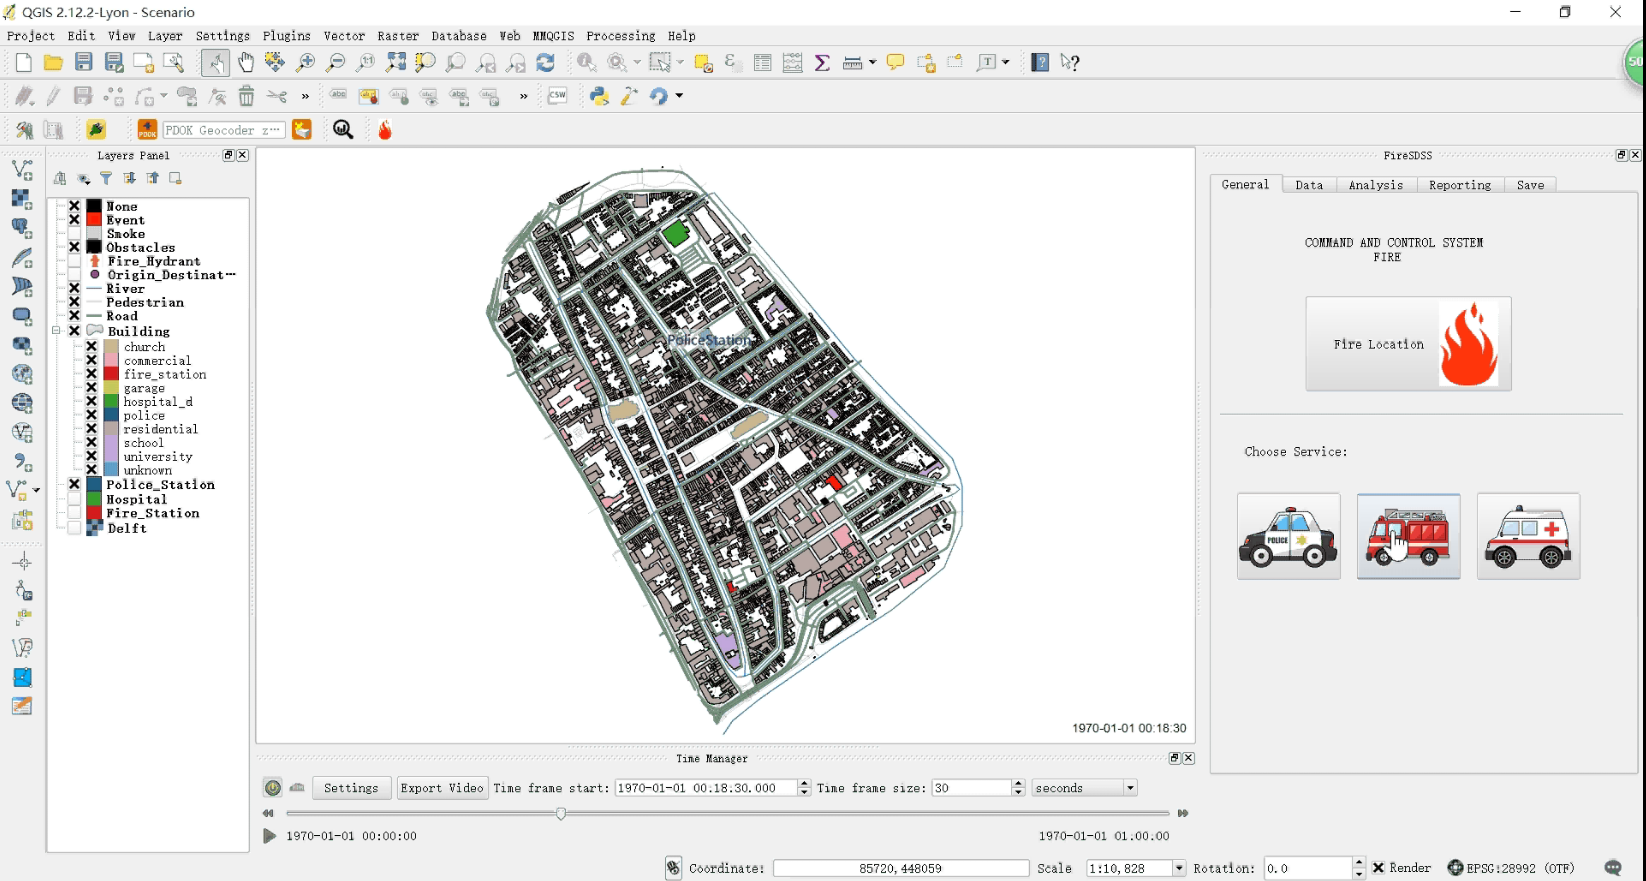 QGIS 2.12.2-Lyon - Scenario
Project Edit View Layer Settings Plugins Vector Raster Database Web MMQGIS Processing Help
50
CSW
PDOK Geocoder z…
Layers Panel
None
Event
Smoke
Obstacles
Fire_Hydrant
Origin_Destinat…
River
Pedestrian
Road
Building
church
commercial
fire_station
garage
hospital_d
police
residential
school
university
unknown
Police_Station
Hospital
Fire_Station
Delft
PoliceStation
1970-01-01 00:18:30
Time Manager
Settings Export Video Time frame start: 1970-01-01 00:18:30.000 Time frame size: 30 seconds
1970-01-01 00:00:00 1970-01-01 01:00:00
FireSDSS
General Data Analysis Reporting Save
COMMAND AND CONTROL SYSTEM
FIRE
Fire Location
Choose Service:
POLICE
Coordinate: 85720,448059 Scale 1:10,828 Rotation: 0.0 Render EPSG:28992 (OTF)